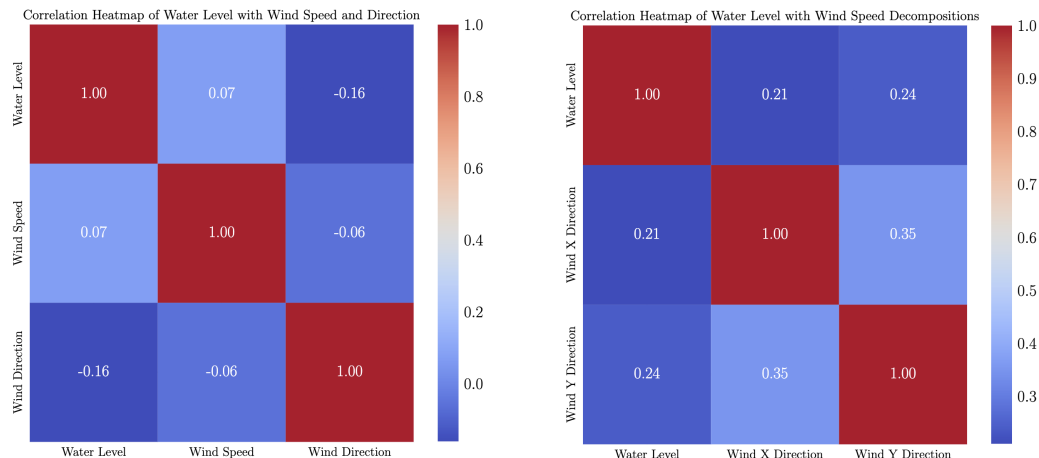 Correlation Heatmap of Water Level with Wind Speed and Direction
Water Level
Wind Speed
Wind Direction
1.00 0.07 -0.16
0.07 1.00 -0.06
-0.16 -0.06 1.00
Water Level Wind Speed Wind Direction
1.0
0.8
0.6
0.4
0.2
0.0
Correlation Heatmap of Water Level with Wind Speed Decompositions
Water Level
Wind X Direction
Wind Y Direction
1.00 0.21 0.24
0.21 1.00 0.35
0.24 0.35 1.00
Water Level Wind X Direction Wind Y Direction
1.0
0.9
0.8
0.7
0.6
0.5
0.4
0.3